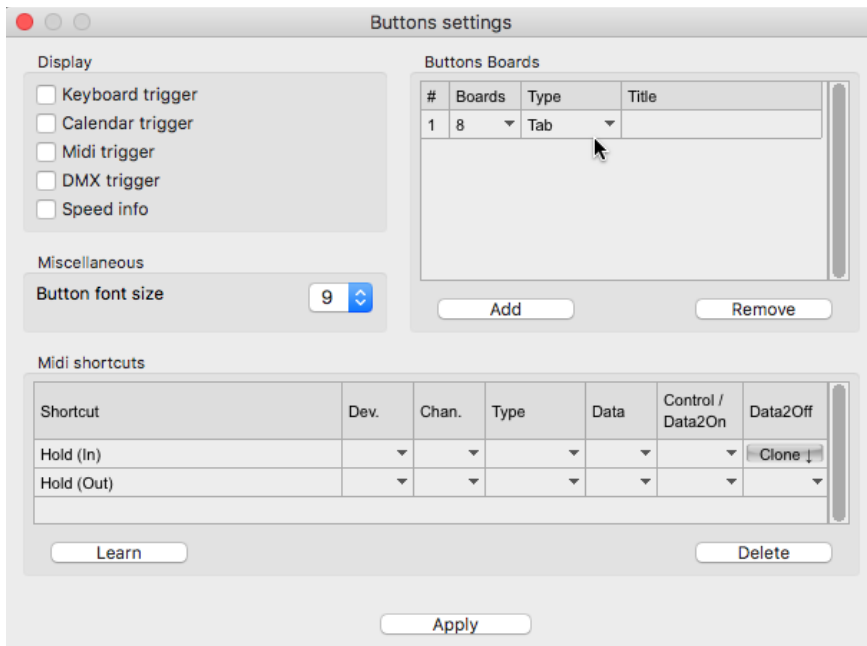 Buttons settings
Display
Keyboard trigger
Calendar trigger
Midi trigger
DMX trigger
Speed info
Miscellaneous
Button font size 9
Buttons Boards
# Boards Type Title
1 8 Tab
Add Remove
Midi shortcuts
Shortcut Dev. Chan. Type Data Control / Data2On Data2Off
Hold (In) Clone ↓
Hold (Out)
Learn Delete
Apply